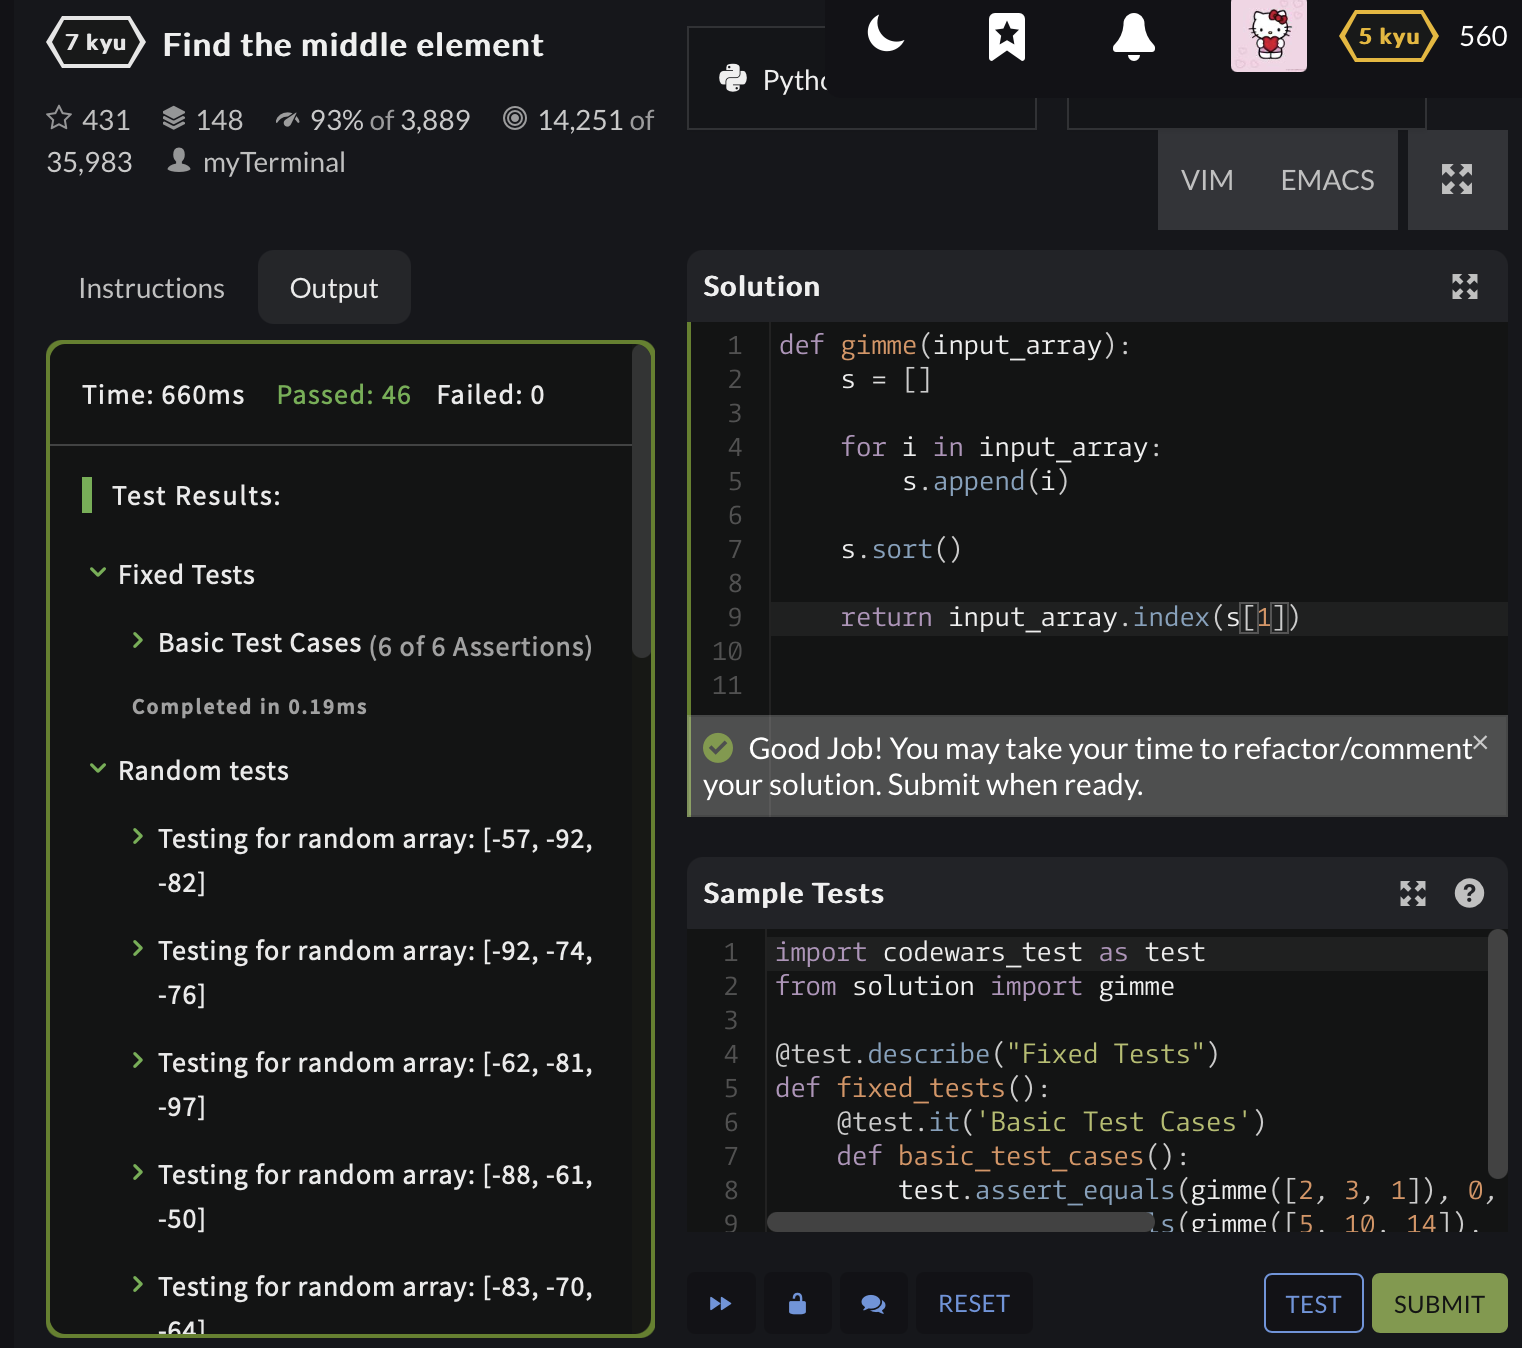 7 kyu Find the middle element
5 kyu 560
431 148 93% of 3,889 14,251 of
35,983 myTerminal
VIM EMACS
Instructions Output
Time: 660ms Passed: 46 Failed: 0
Test Results:
Fixed Tests
Basic Test Cases (6 of 6 Assertions)
Completed in 0.19ms
Random tests
Testing for random array: [-57, -92,
-82]
Testing for random array: [-92, -74,
-76]
Testing for random array: [-62, -81,
-97]
Testing for random array: [-88, -61,
-50]
Testing for random array: [-83, -70,
-64]
Solution
1 def gimme(input_array):
2     s = []
3
4     for i in input_array:
5         s.append(i)
6
7     s.sort()
8
9     return input_array.index(s[1])
10
11
Good Job! You may take your time to refactor/comment
your solution. Submit when ready.
Sample Tests
1 import codewars_test as test
2 from solution import gimme
3
4 @test.describe("Fixed Tests")
5 def fixed_tests():
6     @test.it('Basic Test Cases')
7     def basic_test_cases():
8         test.assert_equals(gimme([2, 3, 1]), 0,
9 ls(gimme([5, 10, 14]),
RESET TEST SUBMIT